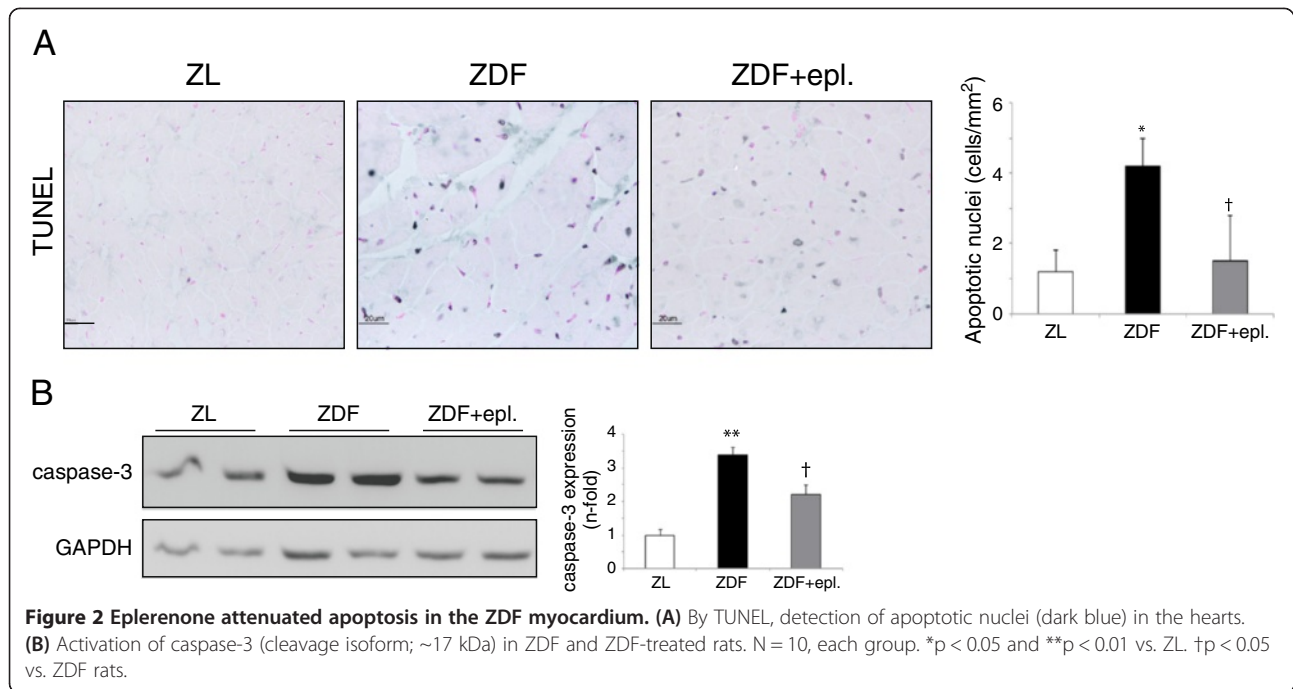 A
ZL ZDF ZDF+epl.
TUNEL
20um 20um
Apoptotic nuclei (cells/mm²)
6
4
2
0
*
†
ZL ZDF ZDF+epl.
B
ZL ZDF ZDF+epl.
caspase-3
GAPDH
caspase-3 expression
(n-fold)
4
3
2
1
0
**
†
ZL ZDF ZDF+epl.
Figure 2 Eplerenone attenuated apoptosis in the ZDF myocardium. (A) By TUNEL, detection of apoptotic nuclei (dark blue) in the hearts.
(B) Activation of caspase-3 (cleavage isoform; ~17 kDa) in ZDF and ZDF-treated rats. N = 10, each group. *p < 0.05 and **p < 0.01 vs. ZL. †p < 0.05
vs. ZDF rats.